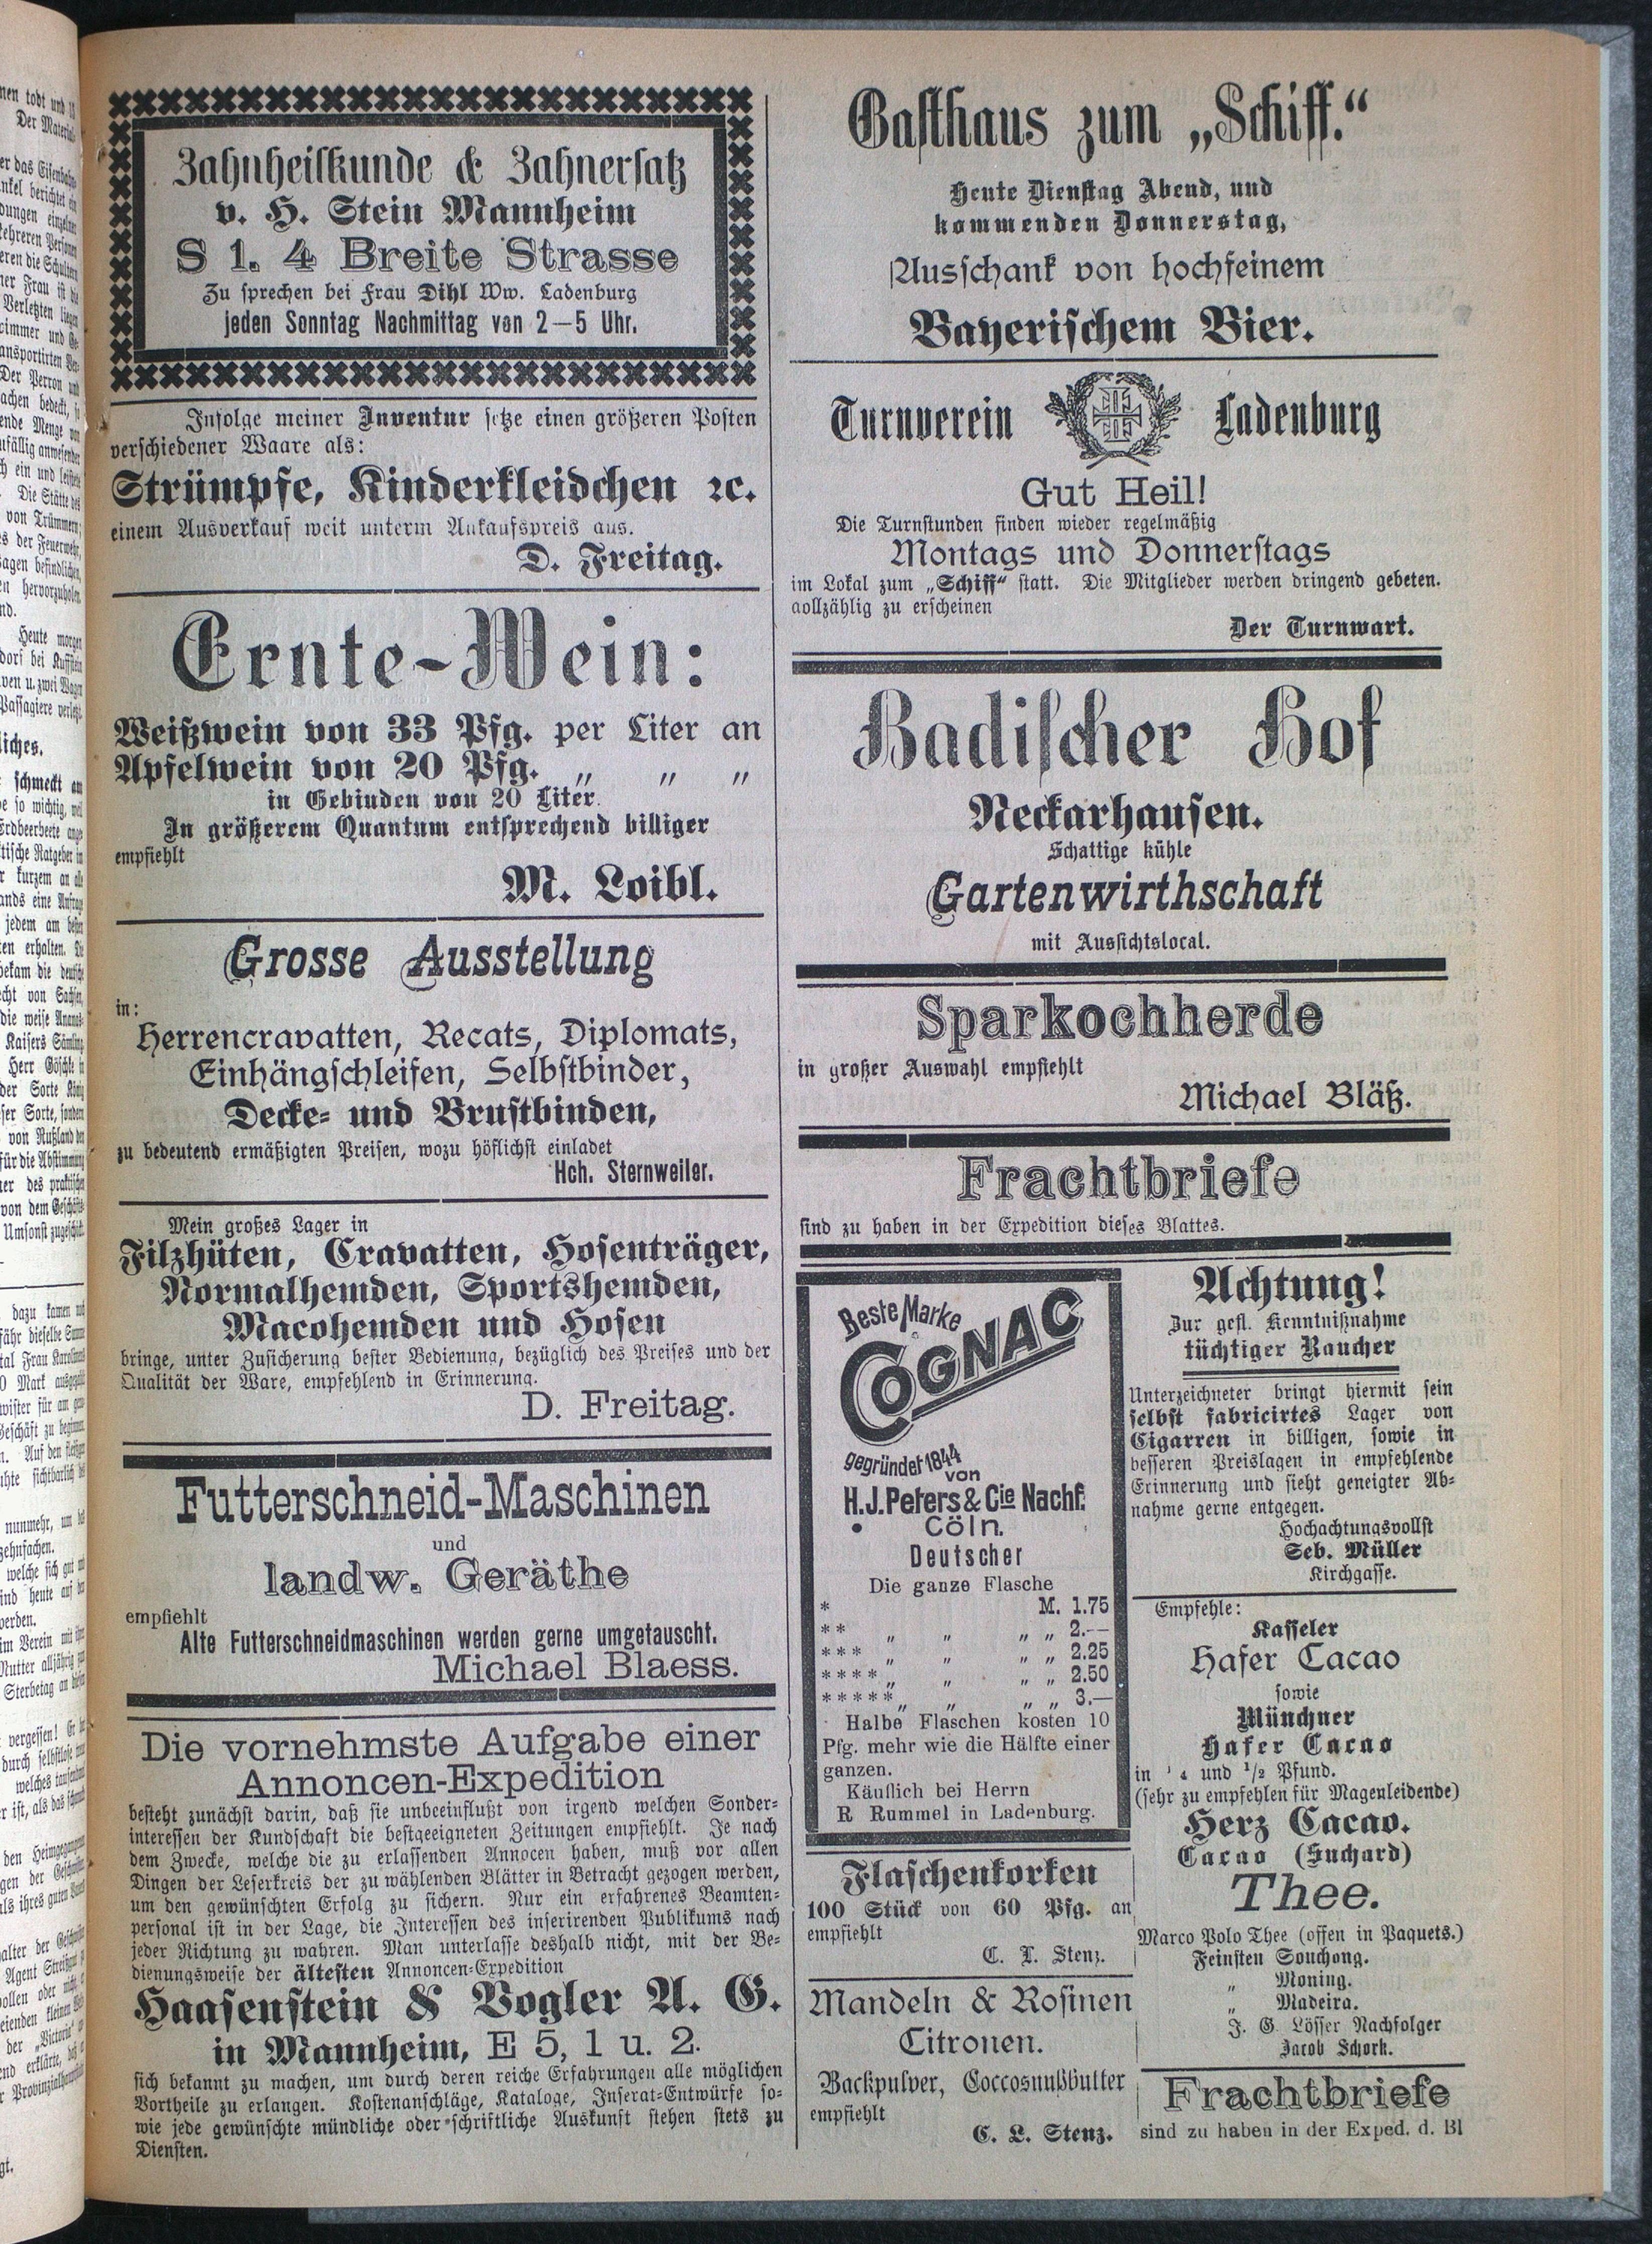 Zahnheilkunde & Zahnersatz
v. H. Stein Mannheim
S 1. 4 Breite Strasse
Zu sprechen bei Frau Dihl Ww. Ladenburg
jeden Sonntag Nachmittag von 2—5 Uhr.
Infolge meiner Inventur setze einen größeren Posten
verschiedener Waare als:
Strümpfe, Kinderkleidchen ꝛc.
einem Ausverkauf weit unterm Ankaufspreis aus.
D. Freitag.
Ernte-Wein:
Weißwein von 33 Pfg. per Liter an
Apfelwein von 20 Pfg. „ „ „
in Gebinden von 20 Liter.
In größerem Quantum entsprechend billiger
empfiehlt
M. Loibl.
Grosse Ausstellung
in:
Herrencravatten, Recats, Diplomats,
Einhängschleifen, Selbstbinder,
Decke- und Brustbinden,
zu bedeutend ermäßigten Preisen, wozu höflichst einladet
Hch. Sternweiler.
Mein großes Lager in
Filzhüten, Cravatten, Hosenträger,
Normalhemden, Sportshemden,
Macohemden und Hosen
bringe, unter Zusicherung bester Bedienung, bezüglich des Preises und der
Qualität der Ware, empfehlend in Erinnerung.
D. Freitag.
Futterschneid-Maschinen
und
landw. Geräthe
empfiehlt
Alte Futterschneidmaschinen werden gerne umgetauscht.
Michael Blaess.
Die vornehmste Aufgabe einer
Annoncen-Expedition
besteht zunächst darin, daß sie unbeeinflußt von irgend welchen Sonder-
interessen der Kundschaft die bestgeeigneten Zeitungen empfiehlt. Je nach
dem Zwecke, welche die zu erlassenden Annocen haben, muß vor allen
Dingen der Leserkreis der zu wählenden Blätter in Betracht gezogen werden,
um den gewünschten Erfolg zu sichern. Nur ein erfahrenes Beamten-
personal ist in der Lage, die Interessen des inserirenden Publikums nach
jeder Richtung zu wahren. Man unterlasse deshalb nicht, mit der Be-
dienungsweise der ältesten Annoncen-Expedition
Haasenstein & Vogler A. G.
in Mannheim, E 5, 1 u. 2.
sich bekannt zu machen, um durch deren reiche Erfahrungen alle möglichen
Vortheile zu erlangen. Kostenanschläge, Kataloge, Inserat-Entwürfe so-
wie jede gewünschte mündliche oder schriftliche Auskunft stehen stets zu
Diensten.
Gasthaus zum „Schiff.“
Heute Dienstag Abend, und
kommenden Donnerstag,
Ausschank von hochfeinem
Bayerischem Bier.
Turnverein Ladenburg
Gut Heil!
Die Turnstunden finden wieder regelmäßig
Montags und Donnerstags
im Lokal zum „Schiff“ statt. Die Mitglieder werden dringend gebeten.
vollzählig zu erscheinen
Der Turnwart.
Badischer Hof
Neckarhausen.
Schattige kühle
Gartenwirthschaft
mit Aussichtslocal.
Sparkochherde
in großer Auswahl empfiehlt
Michael Bläß.
Frachtbriefe
sind zu haben in der Expedition dieses Blattes.
Beste Marke
COGNAC
gegründet 1844
von
H. J. Peters & Cie Nachf.
Cöln.
Deutscher
Die ganze Flasche
* M. 1.75
** „ „ „ „ 2.--
*** „ „ „ „ 2.25
**** „ „ „ „ 2.50
***** „ „ „ „ 3.—
Halbe Flaschen kosten 10
Pfg. mehr wie die Hälfte einer
ganzen.
Käuflich bei Herrn
R Rummel in Ladenburg.
Flaschenkorken
100 Stück von 60 Pfg. an
empfiehlt
C. L. Stenz.
Mandeln & Rosinen
Citronen.
Backpulver, Coccosnußbutter
empfiehlt
C. L. Stenz.
Achtung!
Zur gefl. Kenntnißnahme
tüchtiger Raucher
Unterzeichneter bringt hiermit sein
selbst fabricirtes Lager von
Cigarren in billigen, sowie in
besseren Preislagen in empfehlende
Erinnerung und sieht geneigter Ab-
nahme gerne entgegen.
Hochachtungsvollst
Seb. Müller
Kirchgasse.
Empfehle:
Kasseler
Hafer Cacao
sowie
Münchner
Hafer Cacao
in 1/4 und 1/2 Pfund.
(sehr zu empfehlen für Magenleidende)
Herz Cacao.
Cacao (Suchard)
Thee.
Marco Polo Thee (offen in Paquets.)
Feinsten Souchong.
„ Moning.
„ Madeira.
J. G. Lösser Nachfolger
Jacob Schork.
Frachtbriefe
sind zu haben in der Exped. d. Bl